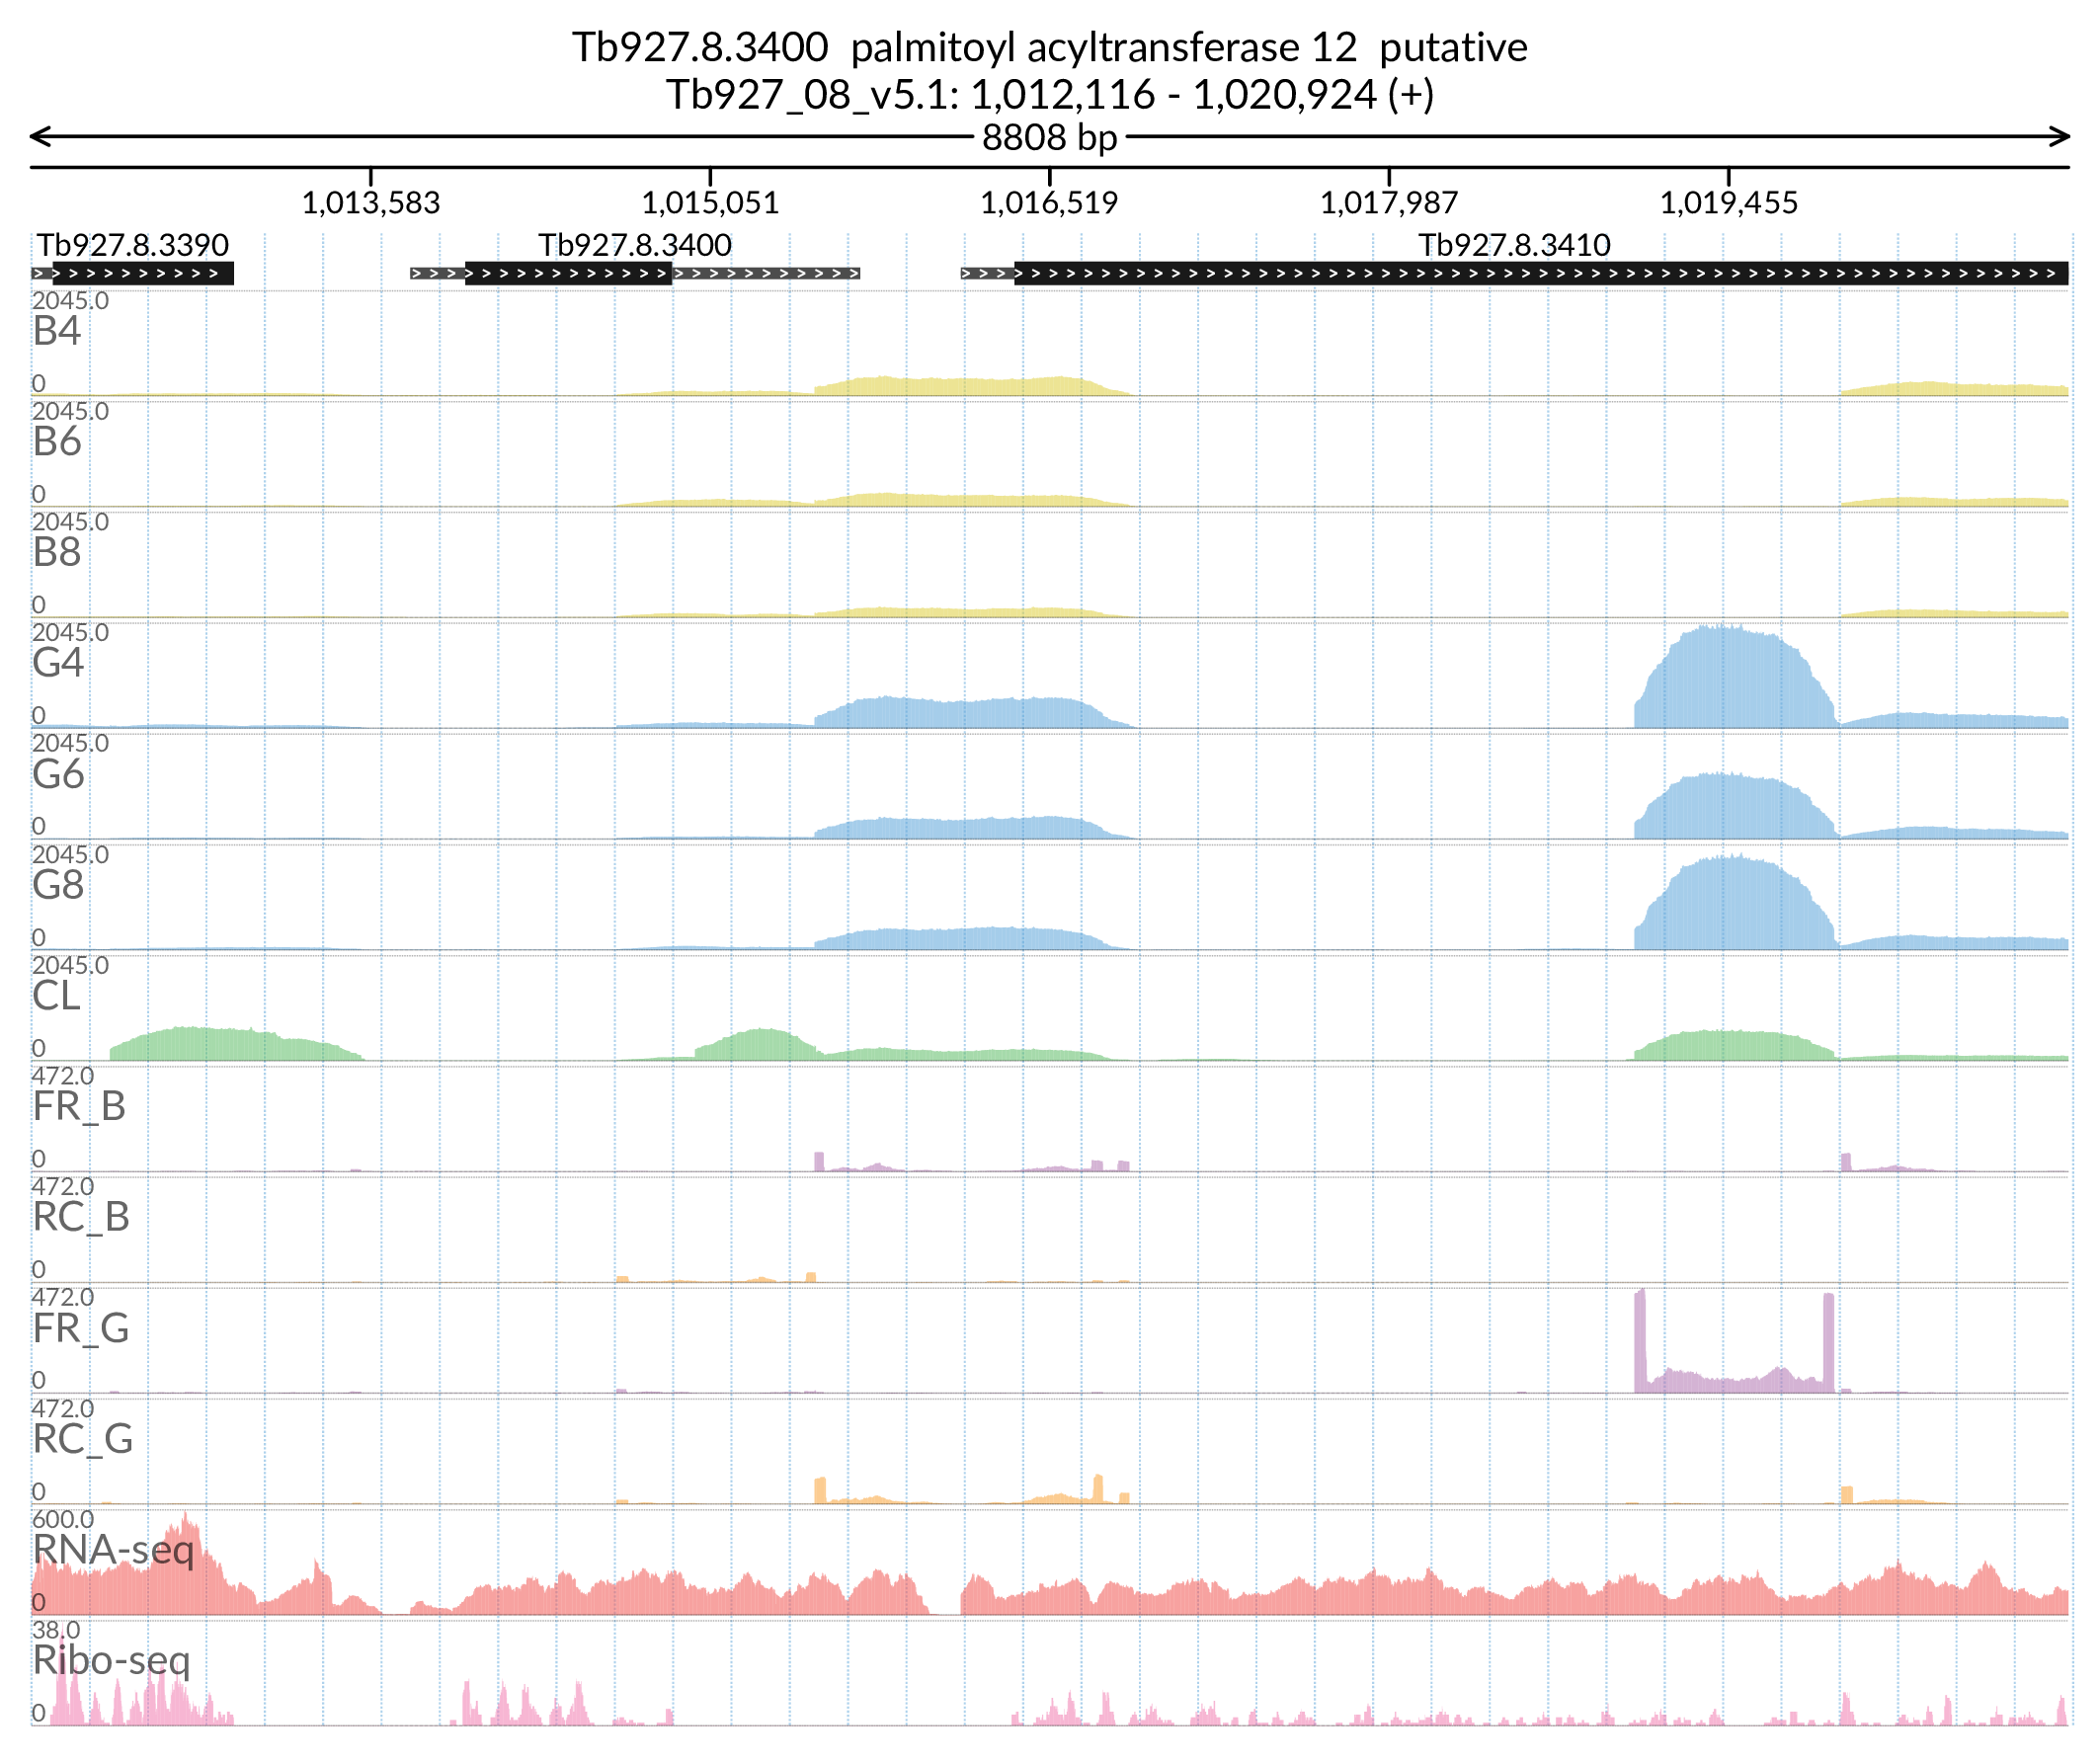 Tb927.8.3400  palmitoyl acyltransferase 12  putative
Tb927_08_v5.1: 1,012,116 - 1,020,924 (+)
8808 bp
1,013,583 1,015,051 1,016,519 1,017,987 1,019,455
Tb927.8.3390 Tb927.8.3400 Tb927.8.3410
2045.0
B4
0
2045.0
B6
0
2045.0
B8
0
2045.0
G4
0
2045.0
G6
0
2045.0
G8
0
2045.0
CL
0
472.0
FR_B
0
472.0
RC_B
0
472.0
FR_G
0
472.0
RC_G
0
600.0
RNA-seq
0
38.0
Ribo-seq
0